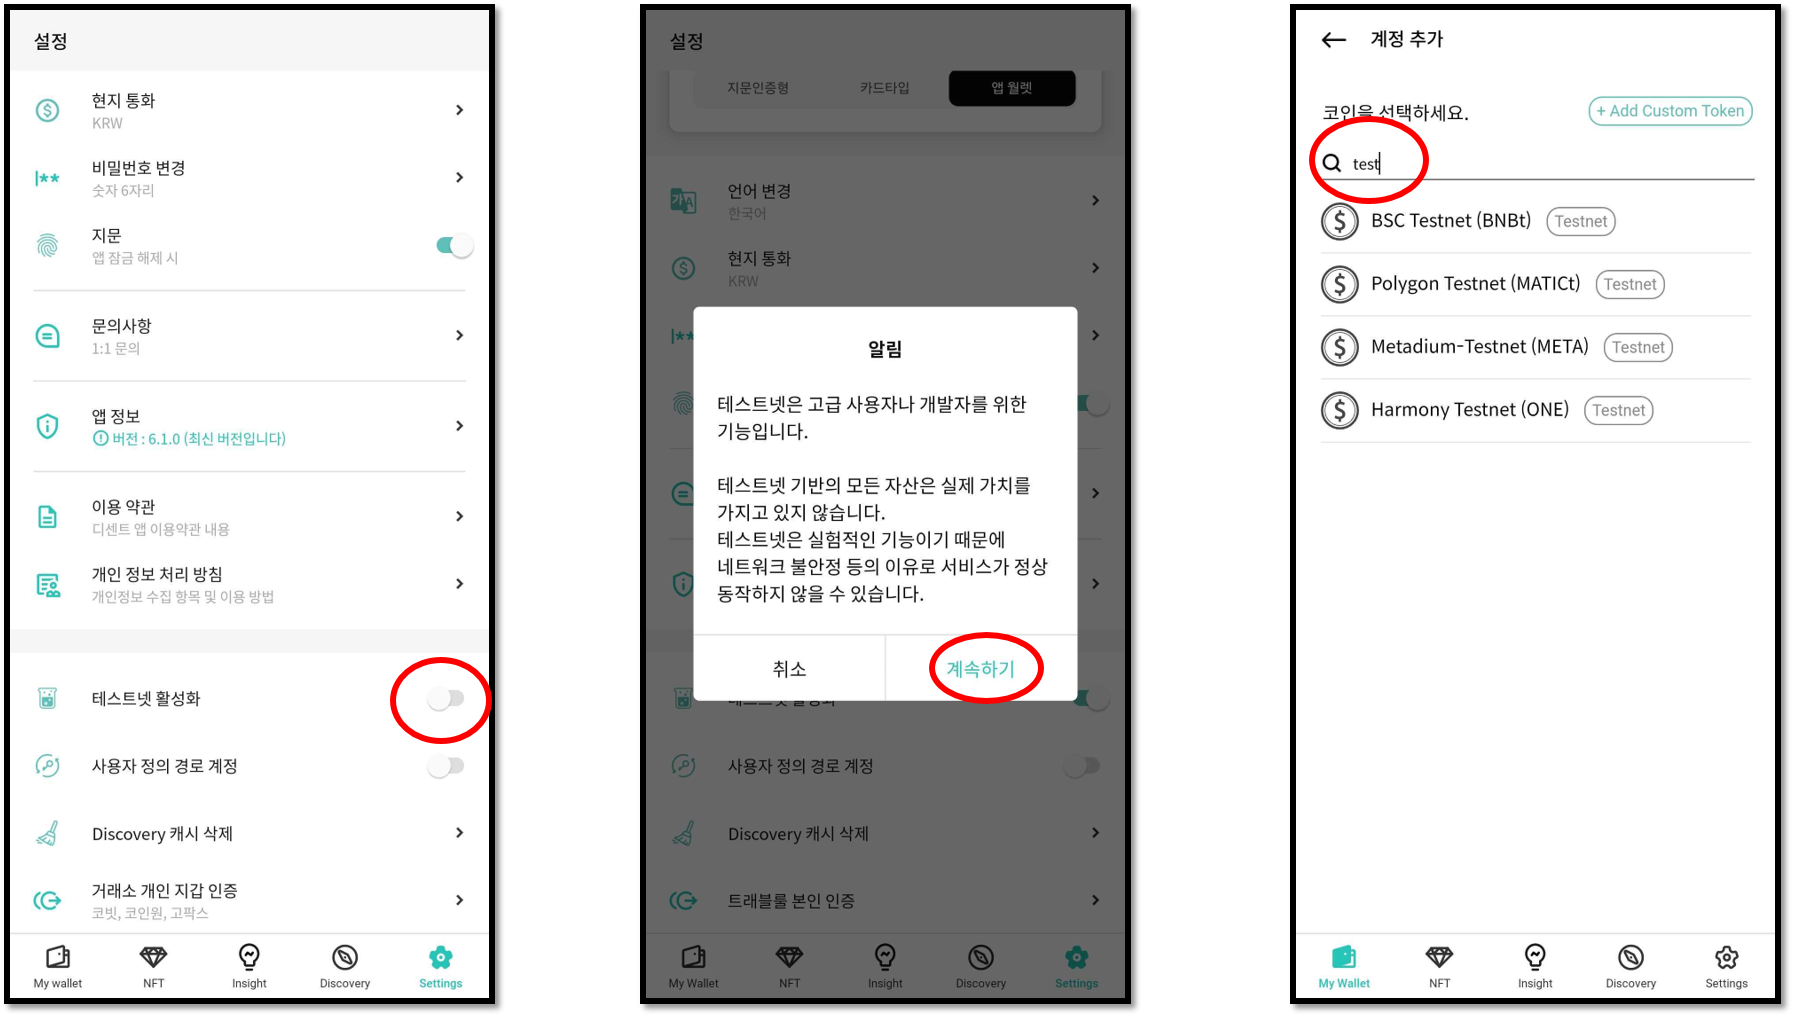 설정
현지 통화
KRW
비밀번호 변경
숫자 6자리
지문
앱 잠금 해제 시
문의사항
1:1 문의
앱 정보
버전 : 6.1.0 (최신 버전입니다)
이용 약관
디센트 앱 이용약관 내용
개인 정보 처리 방침
개인정보 수집 항목 및 이용 방법
테스트넷 활성화
사용자 정의 경로 계정
Discovery 캐시 삭제
거래소 개인 지갑 인증
코빗, 코인원, 고팍스
My wallet NFT Insight Discovery Settings
설정
지문인증형 카드타입 앱 월렛
언어 변경
한국어
현지 통화
KRW
알림
테스트넷은 고급 사용자나 개발자를 위한
기능입니다.
테스트넷 기반의 모든 자산은 실제 가치를
가지고 있지 않습니다.
테스트넷은 실험적인 기능이기 때문에
네트워크 불안정 등의 이유로 서비스가 정상
동작하지 않을 수 있습니다.
취소 계속하기
테스트넷 활성화
사용자 정의 경로 계정
Discovery 캐시 삭제
트래블룰 본인 인증
My Wallet NFT Insight Discovery Settings
계정 추가
코인을 선택하세요. + Add Custom Token
test
BSC Testnet (BNBt) Testnet
Polygon Testnet (MATICt) Testnet
Metadium-Testnet (META) Testnet
Harmony Testnet (ONE) Testnet
My Wallet NFT Insight Discovery Settings